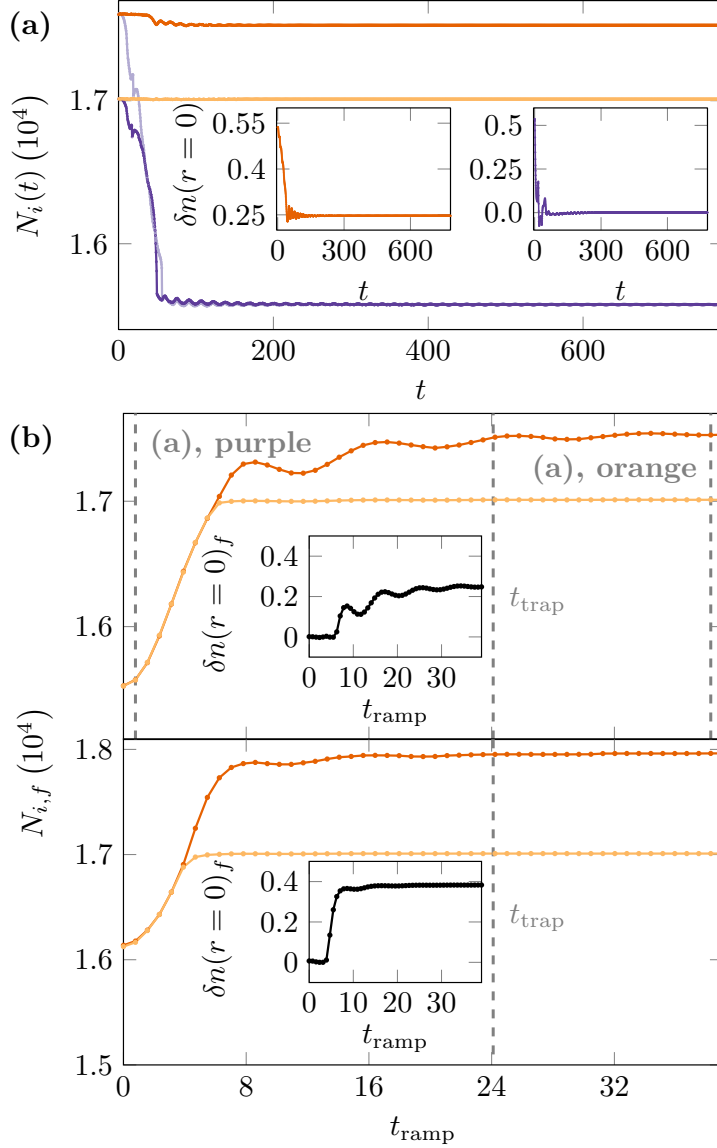 (a)
N_i(t) (10^4)
1.7
1.6
0 200 400 600
t
δn(r = 0)
0.55
0.4
0.25
0 300 600
t
0.5
0.25
0.0
0 300 600
t
(b)
N_{i,f} (10^4)
(a), purple
(a), orange
1.7
1.6
δn(r = 0)_f
0.4
0.2
0
0 10 20 30
t_ramp
t_trap
1.8
1.7
1.6
1.5
δn(r = 0)_f
0.4
0.2
0
0 10 20 30
t_ramp
t_trap
0 8 16 24 32
t_ramp